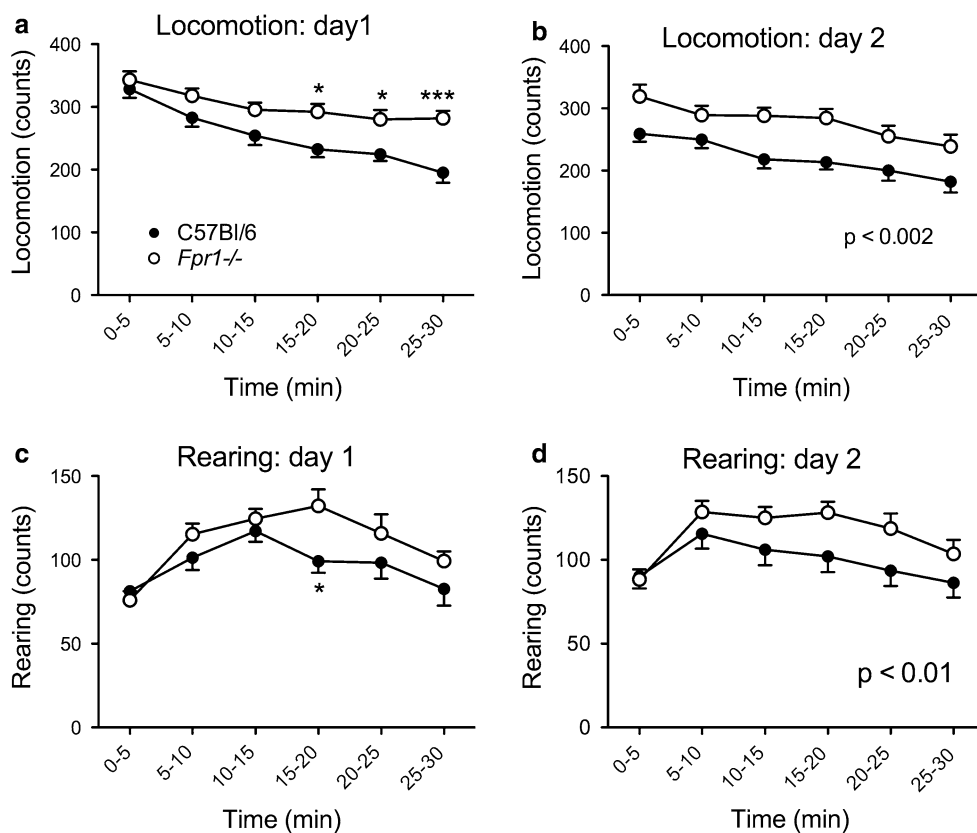 a
Locomotion: day1
Locomotion (counts)
400
300
200
100
0
*
*
***
C57Bl/6
Fpr1-/-
0-5
5-10
10-15
15-20
20-25
25-30
Time (min)
b
Locomotion: day 2
Locomotion (counts)
400
300
200
100
0
p < 0.002
0-5
5-10
10-15
15-20
20-25
25-30
Time (min)
c
Rearing: day 1
Rearing (counts)
150
100
50
0
*
0-5
5-10
10-15
15-20
20-25
25-30
Time (min)
d
Rearing: day 2
Rearing (counts)
150
100
50
0
p < 0.01
0-5
5-10
10-15
15-20
20-25
25-30
Time (min)